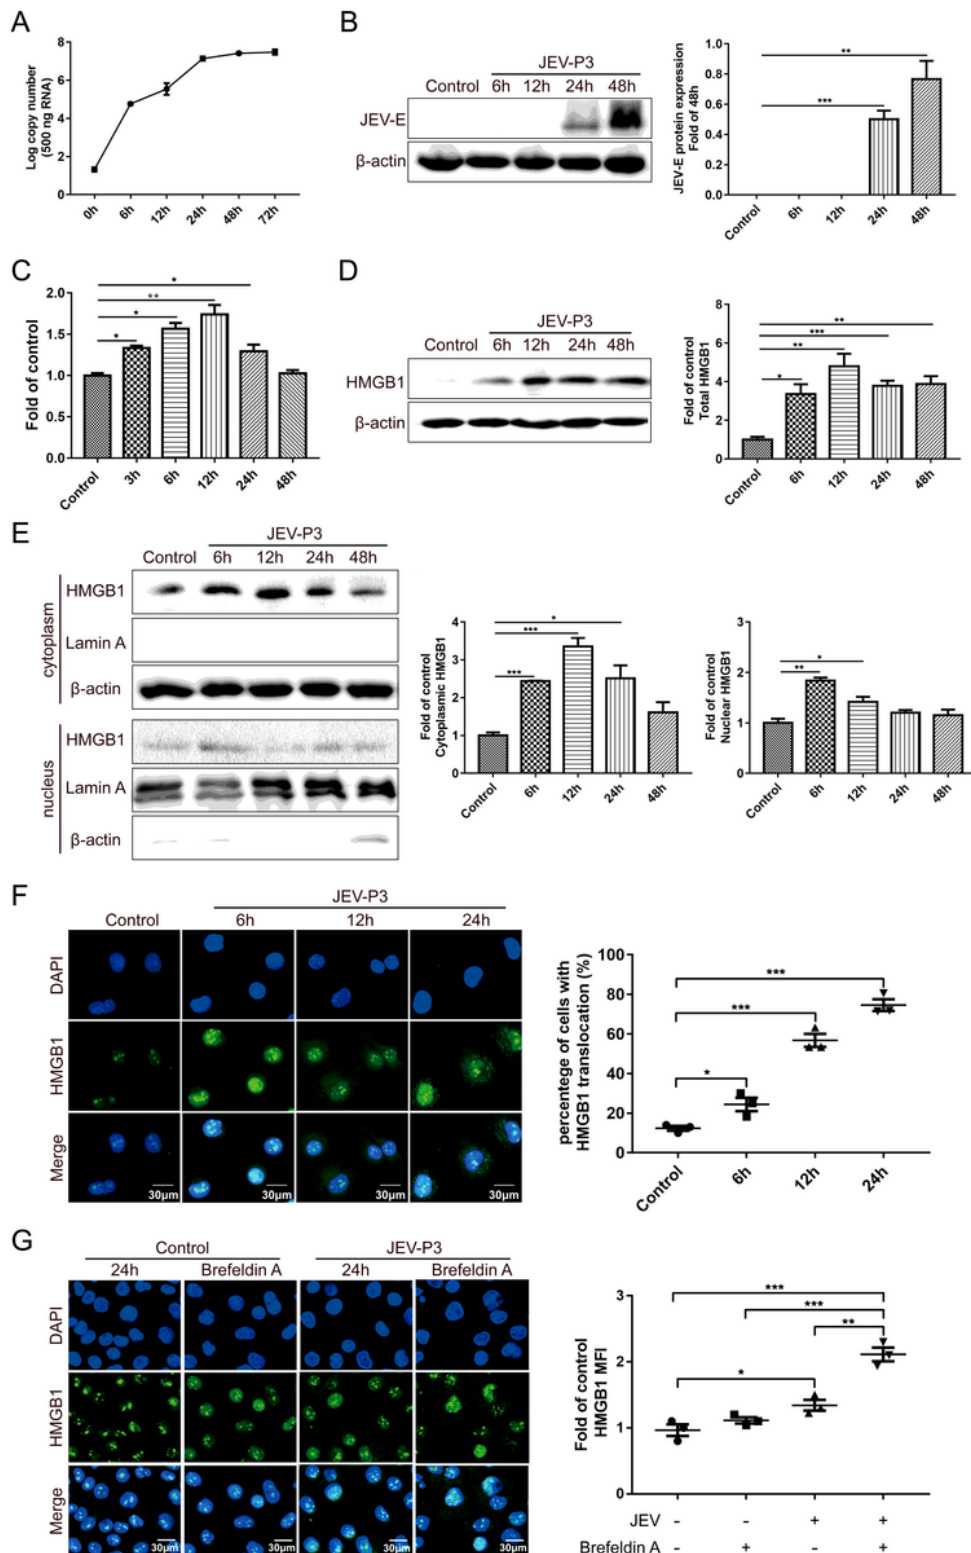 A
8
6
4
2
0
Log copy number
(500 ng RNA)
0h 6h 12h 24h 48h 72h
B
JEV-P3
Control 6h 12h 24h 48h
JEV-E
β-actin
JEV-E protein expression
Fold of 48h
1.0
0.8
0.6
0.4
0.2
0.0
**
***
Control 6h 12h 24h 48h
C
Fold of control
2.0
1.5
1.0
0.5
0.0
*
**
*
*
Control 3h 6h 12h 24h 48h
D
JEV-P3
Control 6h 12h 24h 48h
HMGB1
β-actin
Fold of control
Total HMGB1
8
6
4
2
0
**
***
**
*
Control 6h 12h 24h 48h
E
JEV-P3
Control 6h 12h 24h 48h
cytoplasm
HMGB1
Lamin A
β-actin
nucleus
HMGB1
Lamin A
β-actin
Fold of control
Cytoplasmic HMGB1
4
3
2
1
0
*
***
***
Control 6h 12h 24h 48h
Fold of control
Nuclear HMGB1
3
2
1
0
*
**
Control 6h 12h 24h 48h
F
JEV-P3
Control 6h 12h 24h
DAPI
HMGB1
Merge
30μm 30μm 30μm 30μm
percentege of cells with
HMGB1 translocation (%)
100
80
60
40
20
0
***
***
*
Control 6h 12h 24h
G
Control JEV-P3
24h Brefeldin A 24h Brefeldin A
DAPI
HMGB1
Merge
30μm 30μm 30μm 30μm
Fold of control
HMGB1 MFI
3
2
1
0
***
***
**
*
JEV - - + +
Brefeldin A - + - +